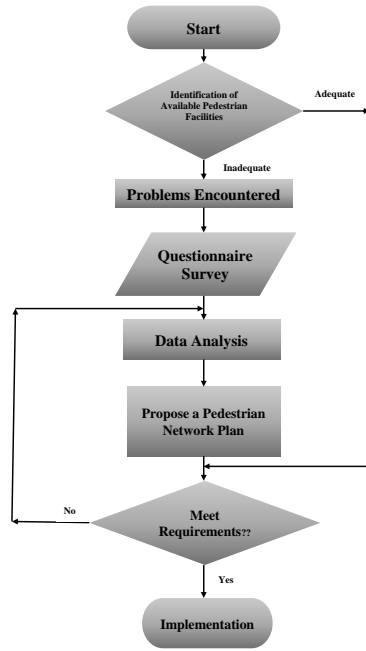 Start
Identification of
Available Pedestrian
Facilities
Adequate
Inadequate
Problems Encountered
Questionnaire
Survey
Data Analysis
Propose a Pedestrian
Network Plan
Meet
Requirements??
No
Yes
Implementation